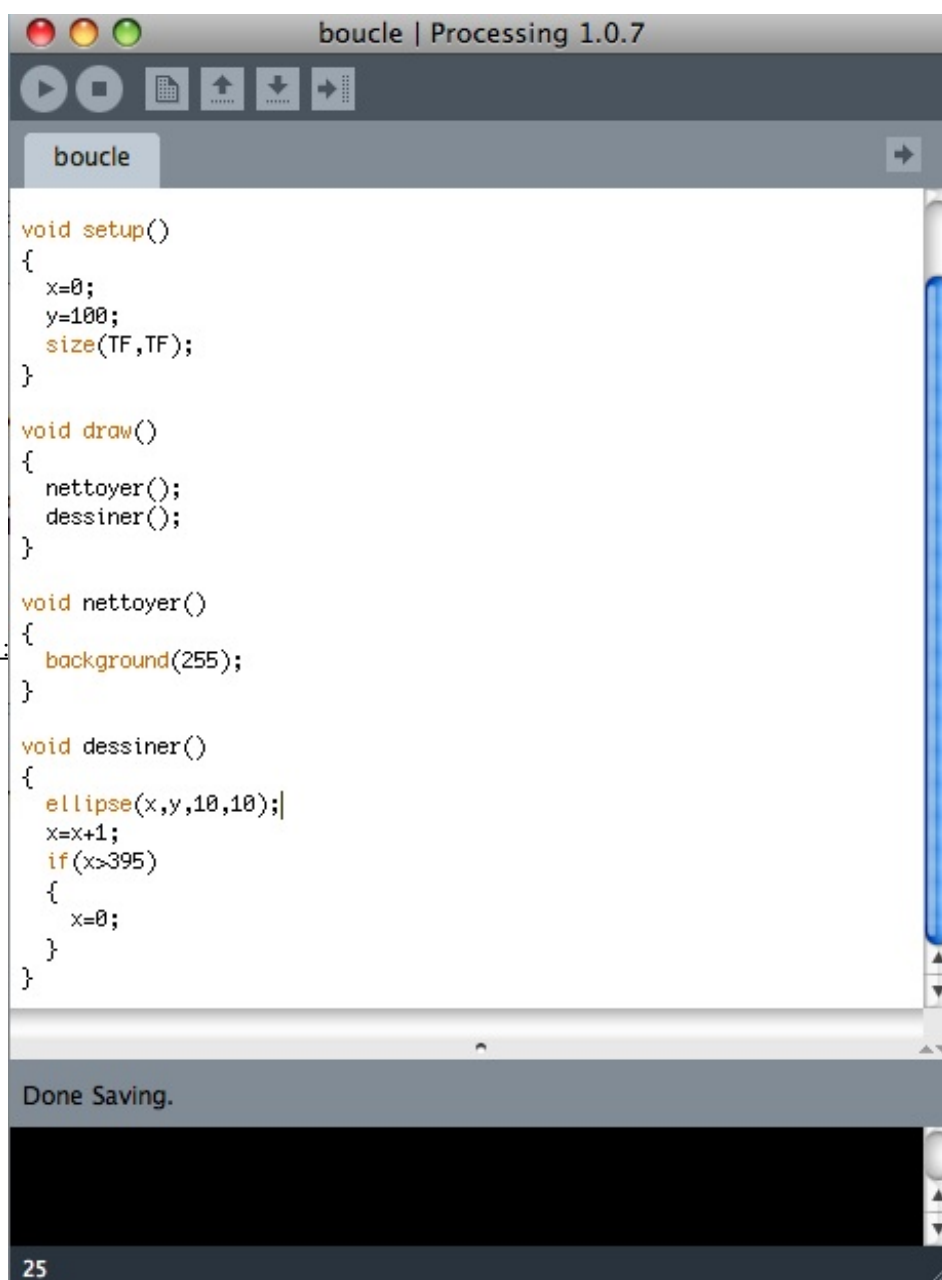 boucle | Processing 1.0.7
boucle
void setup()
{
  x=0;
  y=100;
  size(TF,TF);
}
void draw()
{
  nettoyer();
  dessiner();
}
void nettoyer()
{
  background(255);
}
void dessiner()
{
  ellipse(x,y,10,10);
  x=x+1;
  if(x>395)
  {
    x=0;
  }
}
Done Saving.
25